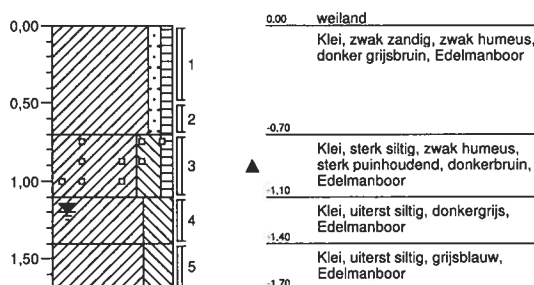 0,00
0,50
1,00
1,50
1
2
3
4
5
0.00 weiland
Klei, zwak zandig, zwak humeus,
donker grijsbruin, Edelmanboor
-0.70
Klei, sterk siltig, zwak humeus,
sterk puinhoudend, donkerbruin,
Edelmanboor
-1.10
Klei, uiterst siltig, donkergrijs,
Edelmanboor
-1.40
Klei, uiterst siltig, grijsblauw,
Edelmanboor
-1.70